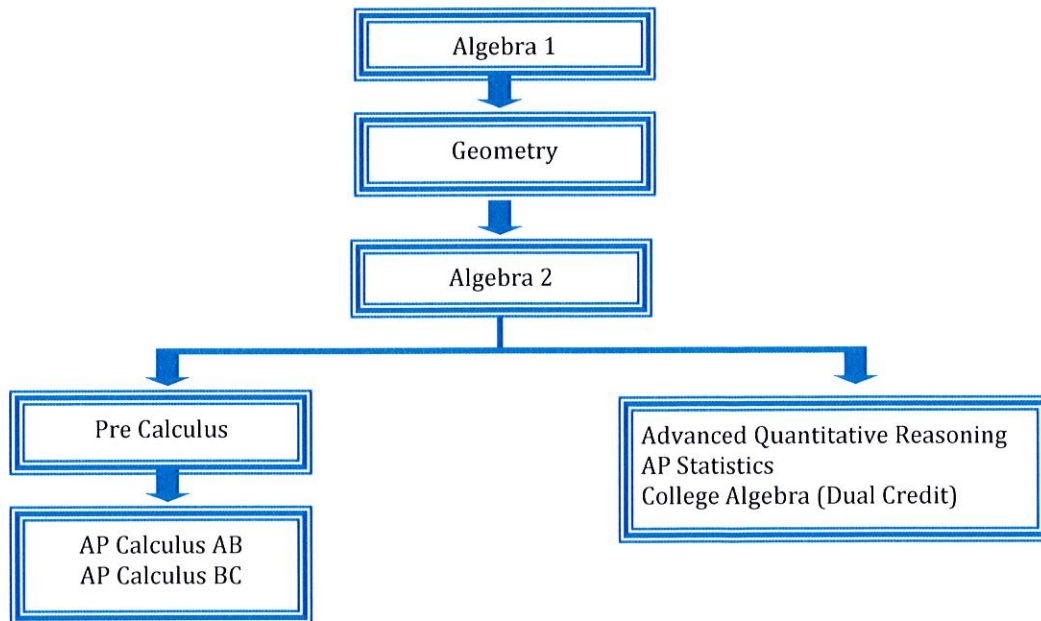 Algebra 1
Geometry
Algebra 2
Pre Calculus
AP Calculus AB
AP Calculus BC
Advanced Quantitative Reasoning
AP Statistics
College Algebra (Dual Credit)